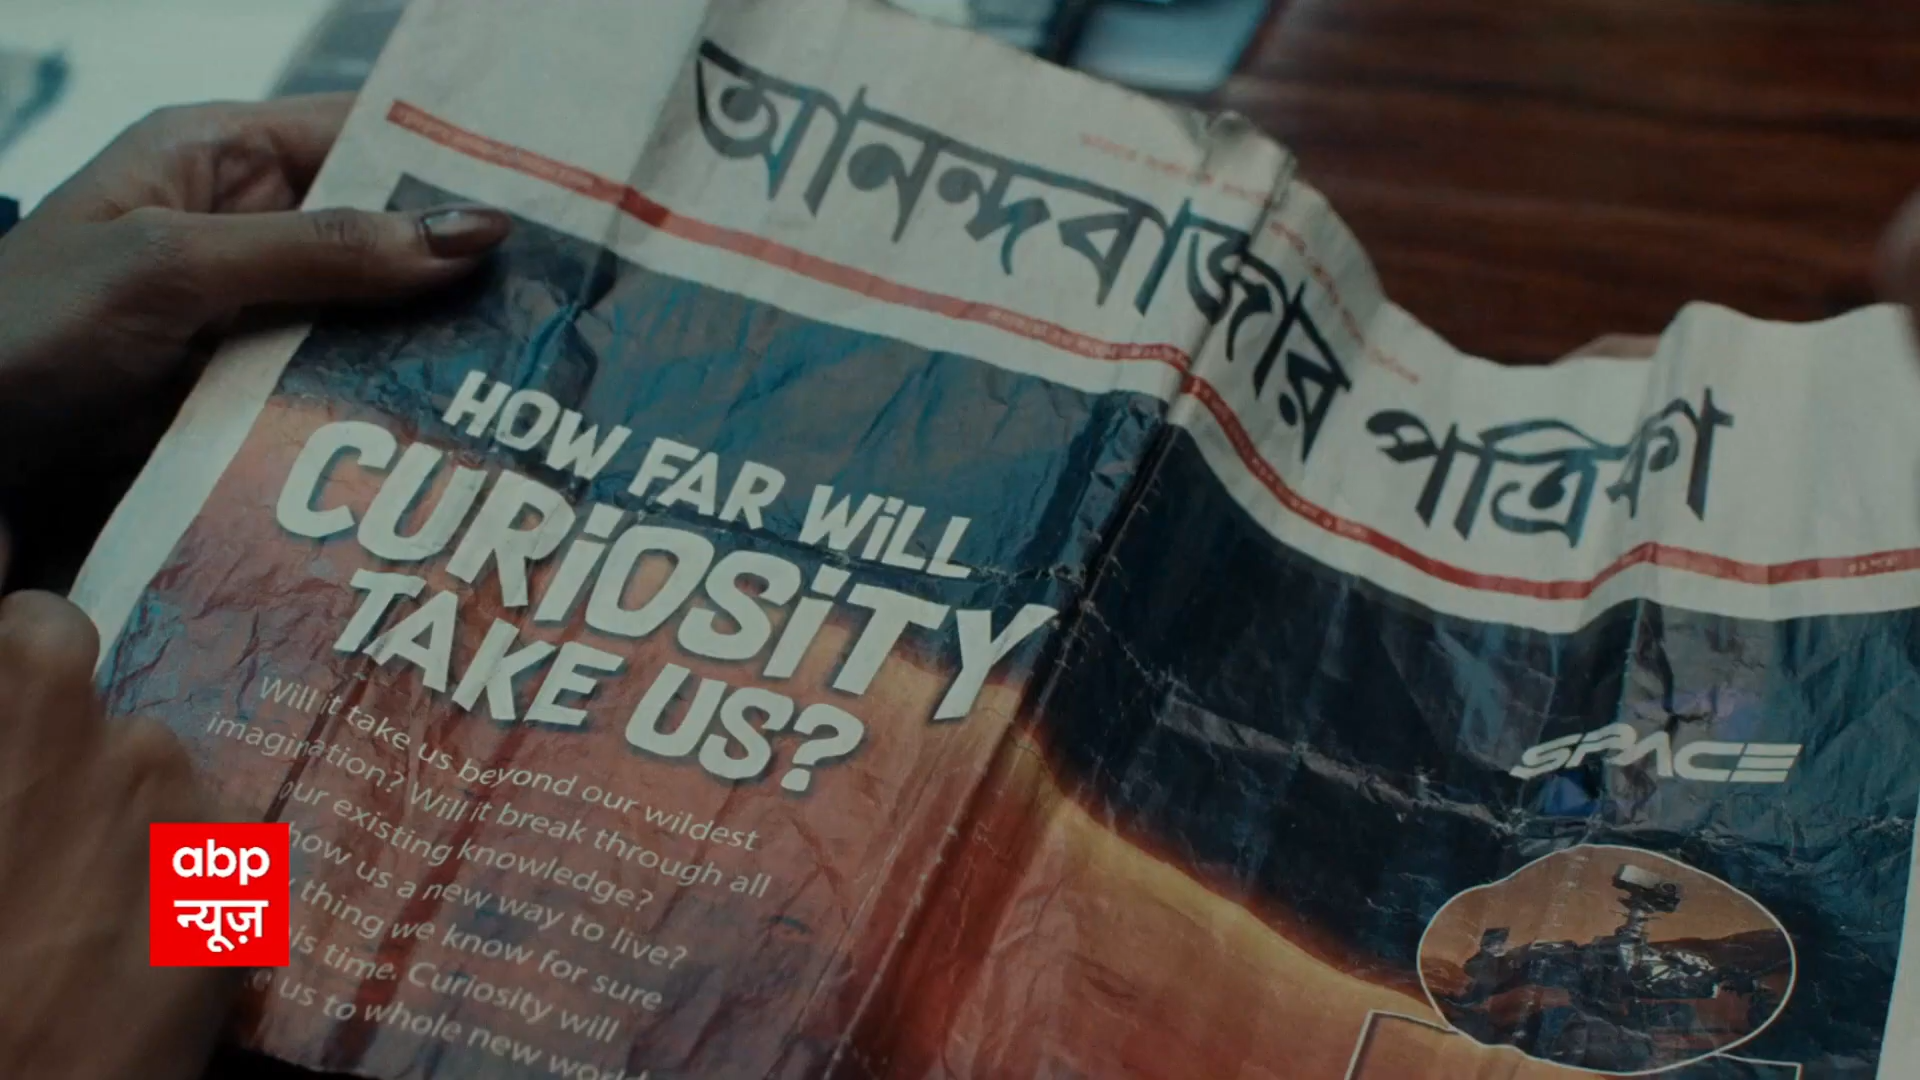 আনন্দবাজার পত্রিকা
HOW FAR WiLL
CURiOSiTY
TAKE US?
Will it take us beyond our wildest
imagination? Will it break through all
our existing knowledge?
how us a new way to live?
thing we know for sure
is time. Curiosity will
us to whole new
SPACE
abp
न्यूज़